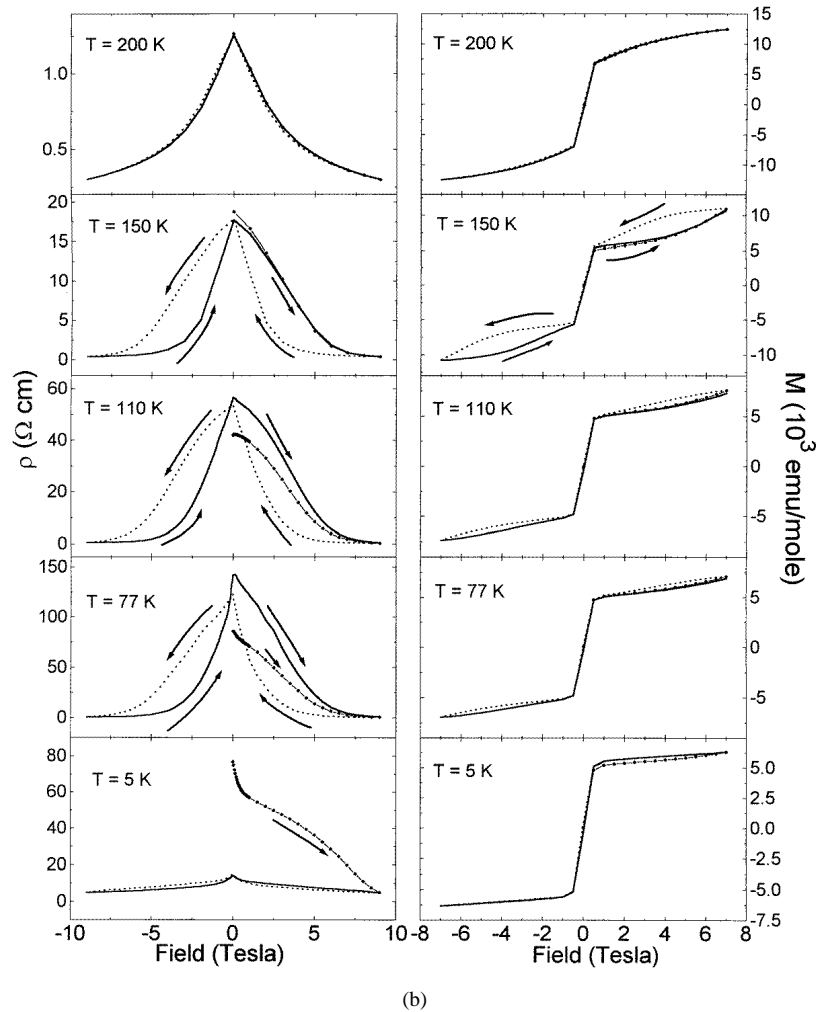 T = 200 K
1.0
0.5
T = 200 K
15
10
5
0
-5
-10
T = 150 K
20
15
10
5
0
T = 150 K
10
5
0
-5
-10
T = 110 K
60
40
20
0
T = 110 K
5
0
-5
T = 77 K
150
100
50
0
T = 77 K
5
0
-5
T = 5 K
80
60
40
20
0
T = 5 K
5.0
2.5
0.0
-2.5
-5.0
-7.5
ρ (Ω cm)
M (10³ emu/mole)
-10 -5 0 5 10
-8 -6 -4 -2 0 2 4 6 8
Field (Tesla)
Field (Tesla)
(b)